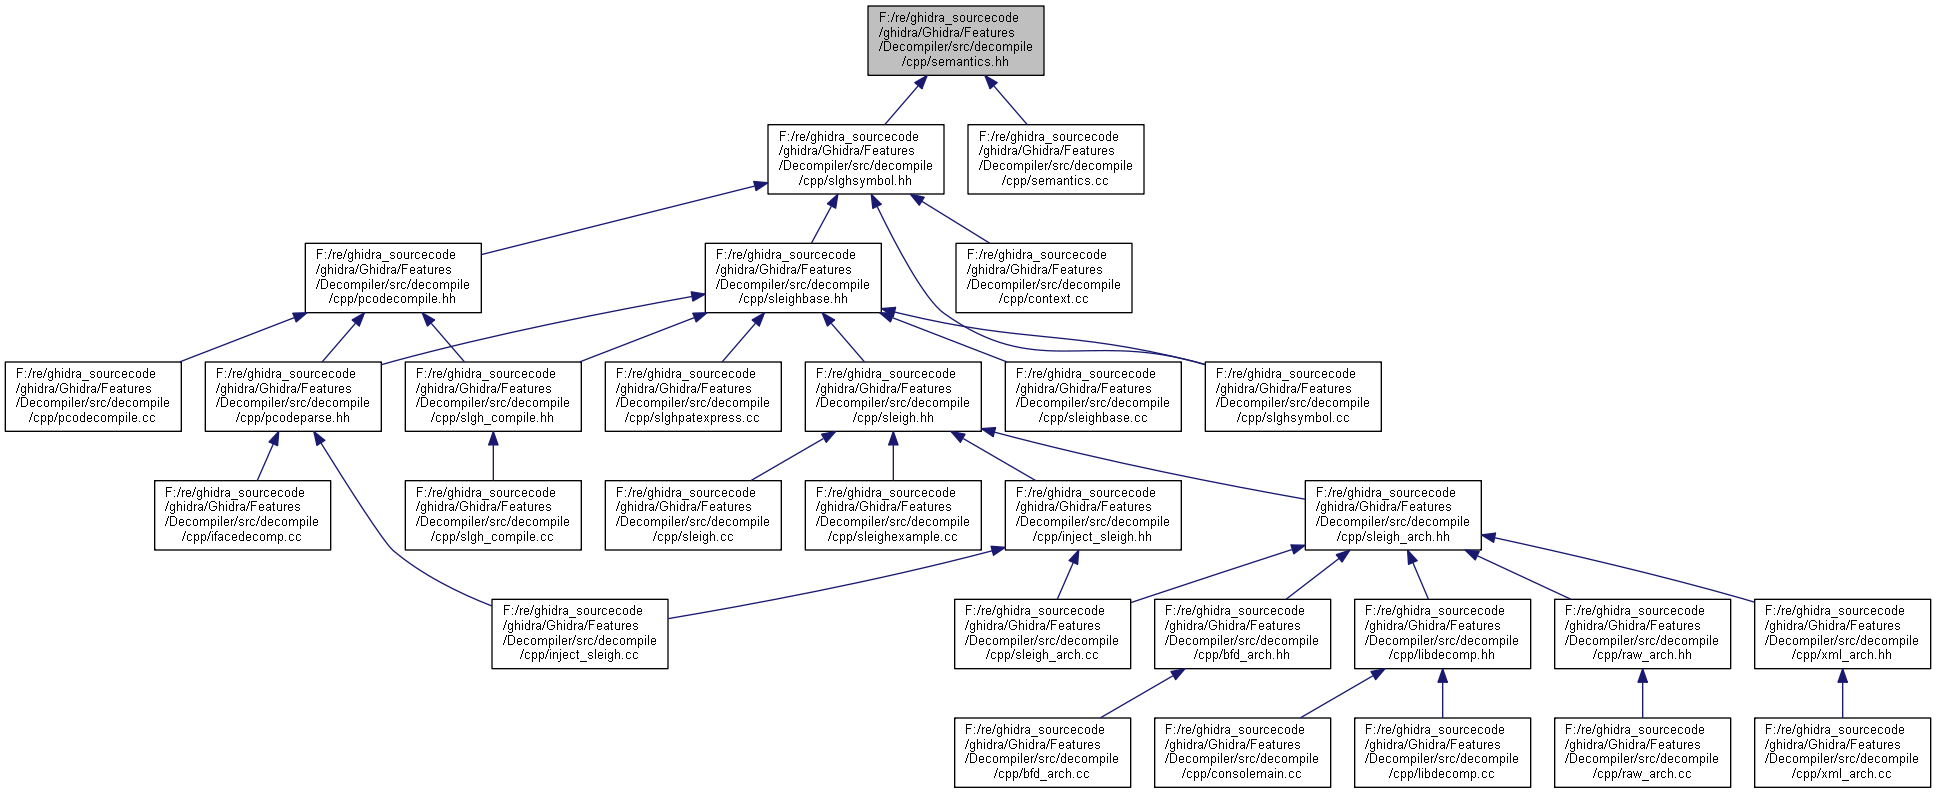 F:/re/ghidra_sourcecode
/ghidra/Ghidra/Features
/Decompiler/src/decompile
/cpp/semantics.hh
F:/re/ghidra_sourcecode
/ghidra/Ghidra/Features
/Decompiler/src/decompile
/cpp/slghsymbol.hh
F:/re/ghidra_sourcecode
/ghidra/Ghidra/Features
/Decompiler/src/decompile
/cpp/semantics.cc
F:/re/ghidra_sourcecode
/ghidra/Ghidra/Features
/Decompiler/src/decompile
/cpp/pcodecompile.hh
F:/re/ghidra_sourcecode
/ghidra/Ghidra/Features
/Decompiler/src/decompile
/cpp/sleighbase.hh
F:/re/ghidra_sourcecode
/ghidra/Ghidra/Features
/Decompiler/src/decompile
/cpp/context.cc
F:/re/ghidra_sourcecode
/ghidra/Ghidra/Features
/Decompiler/src/decompile
/cpp/pcodecompile.cc
F:/re/ghidra_sourcecode
/ghidra/Ghidra/Features
/Decompiler/src/decompile
/cpp/pcodeparse.hh
F:/re/ghidra_sourcecode
/ghidra/Ghidra/Features
/Decompiler/src/decompile
/cpp/slgh_compile.hh
F:/re/ghidra_sourcecode
/ghidra/Ghidra/Features
/Decompiler/src/decompile
/cpp/slghpatexpress.cc
F:/re/ghidra_sourcecode
/ghidra/Ghidra/Features
/Decompiler/src/decompile
/cpp/sleigh.hh
F:/re/ghidra_sourcecode
/ghidra/Ghidra/Features
/Decompiler/src/decompile
/cpp/sleighbase.cc
F:/re/ghidra_sourcecode
/ghidra/Ghidra/Features
/Decompiler/src/decompile
/cpp/slghsymbol.cc
F:/re/ghidra_sourcecode
/ghidra/Ghidra/Features
/Decompiler/src/decompile
/cpp/ifacedecomp.cc
F:/re/ghidra_sourcecode
/ghidra/Ghidra/Features
/Decompiler/src/decompile
/cpp/slgh_compile.cc
F:/re/ghidra_sourcecode
/ghidra/Ghidra/Features
/Decompiler/src/decompile
/cpp/sleigh.cc
F:/re/ghidra_sourcecode
/ghidra/Ghidra/Features
/Decompiler/src/decompile
/cpp/sleighexample.cc
F:/re/ghidra_sourcecode
/ghidra/Ghidra/Features
/Decompiler/src/decompile
/cpp/inject_sleigh.hh
F:/re/ghidra_sourcecode
/ghidra/Ghidra/Features
/Decompiler/src/decompile
/cpp/sleigh_arch.hh
F:/re/ghidra_sourcecode
/ghidra/Ghidra/Features
/Decompiler/src/decompile
/cpp/inject_sleigh.cc
F:/re/ghidra_sourcecode
/ghidra/Ghidra/Features
/Decompiler/src/decompile
/cpp/sleigh_arch.cc
F:/re/ghidra_sourcecode
/ghidra/Ghidra/Features
/Decompiler/src/decompile
/cpp/bfd_arch.hh
F:/re/ghidra_sourcecode
/ghidra/Ghidra/Features
/Decompiler/src/decompile
/cpp/libdecomp.hh
F:/re/ghidra_sourcecode
/ghidra/Ghidra/Features
/Decompiler/src/decompile
/cpp/raw_arch.hh
F:/re/ghidra_sourcecode
/ghidra/Ghidra/Features
/Decompiler/src/decompile
/cpp/xml_arch.hh
F:/re/ghidra_sourcecode
/ghidra/Ghidra/Features
/Decompiler/src/decompile
/cpp/bfd_arch.cc
F:/re/ghidra_sourcecode
/ghidra/Ghidra/Features
/Decompiler/src/decompile
/cpp/consolemain.cc
F:/re/ghidra_sourcecode
/ghidra/Ghidra/Features
/Decompiler/src/decompile
/cpp/libdecomp.cc
F:/re/ghidra_sourcecode
/ghidra/Ghidra/Features
/Decompiler/src/decompile
/cpp/raw_arch.cc
F:/re/ghidra_sourcecode
/ghidra/Ghidra/Features
/Decompiler/src/decompile
/cpp/xml_arch.cc